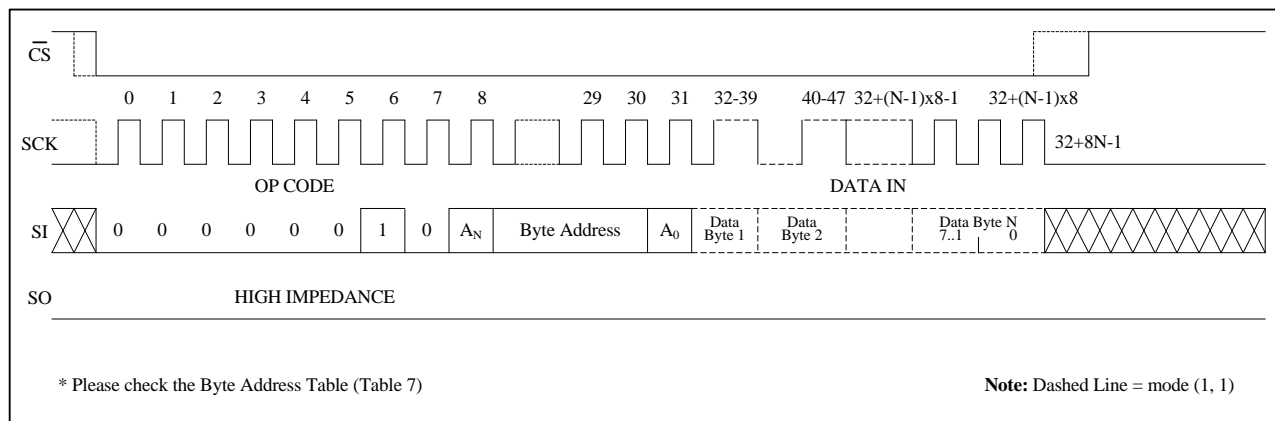 CS
0 1 2 3 4 5 6 7 8 29 30 31 32-39 40-47 32+(N-1)x8-1 32+(N-1)x8
SCK
32+8N-1
OP CODE DATA IN
SI 0 0 0 0 0 0 1 0 AN Byte Address A0 Data Byte 1 Data Byte 2 Data Byte N 7..1 0
SO HIGH IMPEDANCE
* Please check the Byte Address Table (Table 7)
Note: Dashed Line = mode (1, 1)